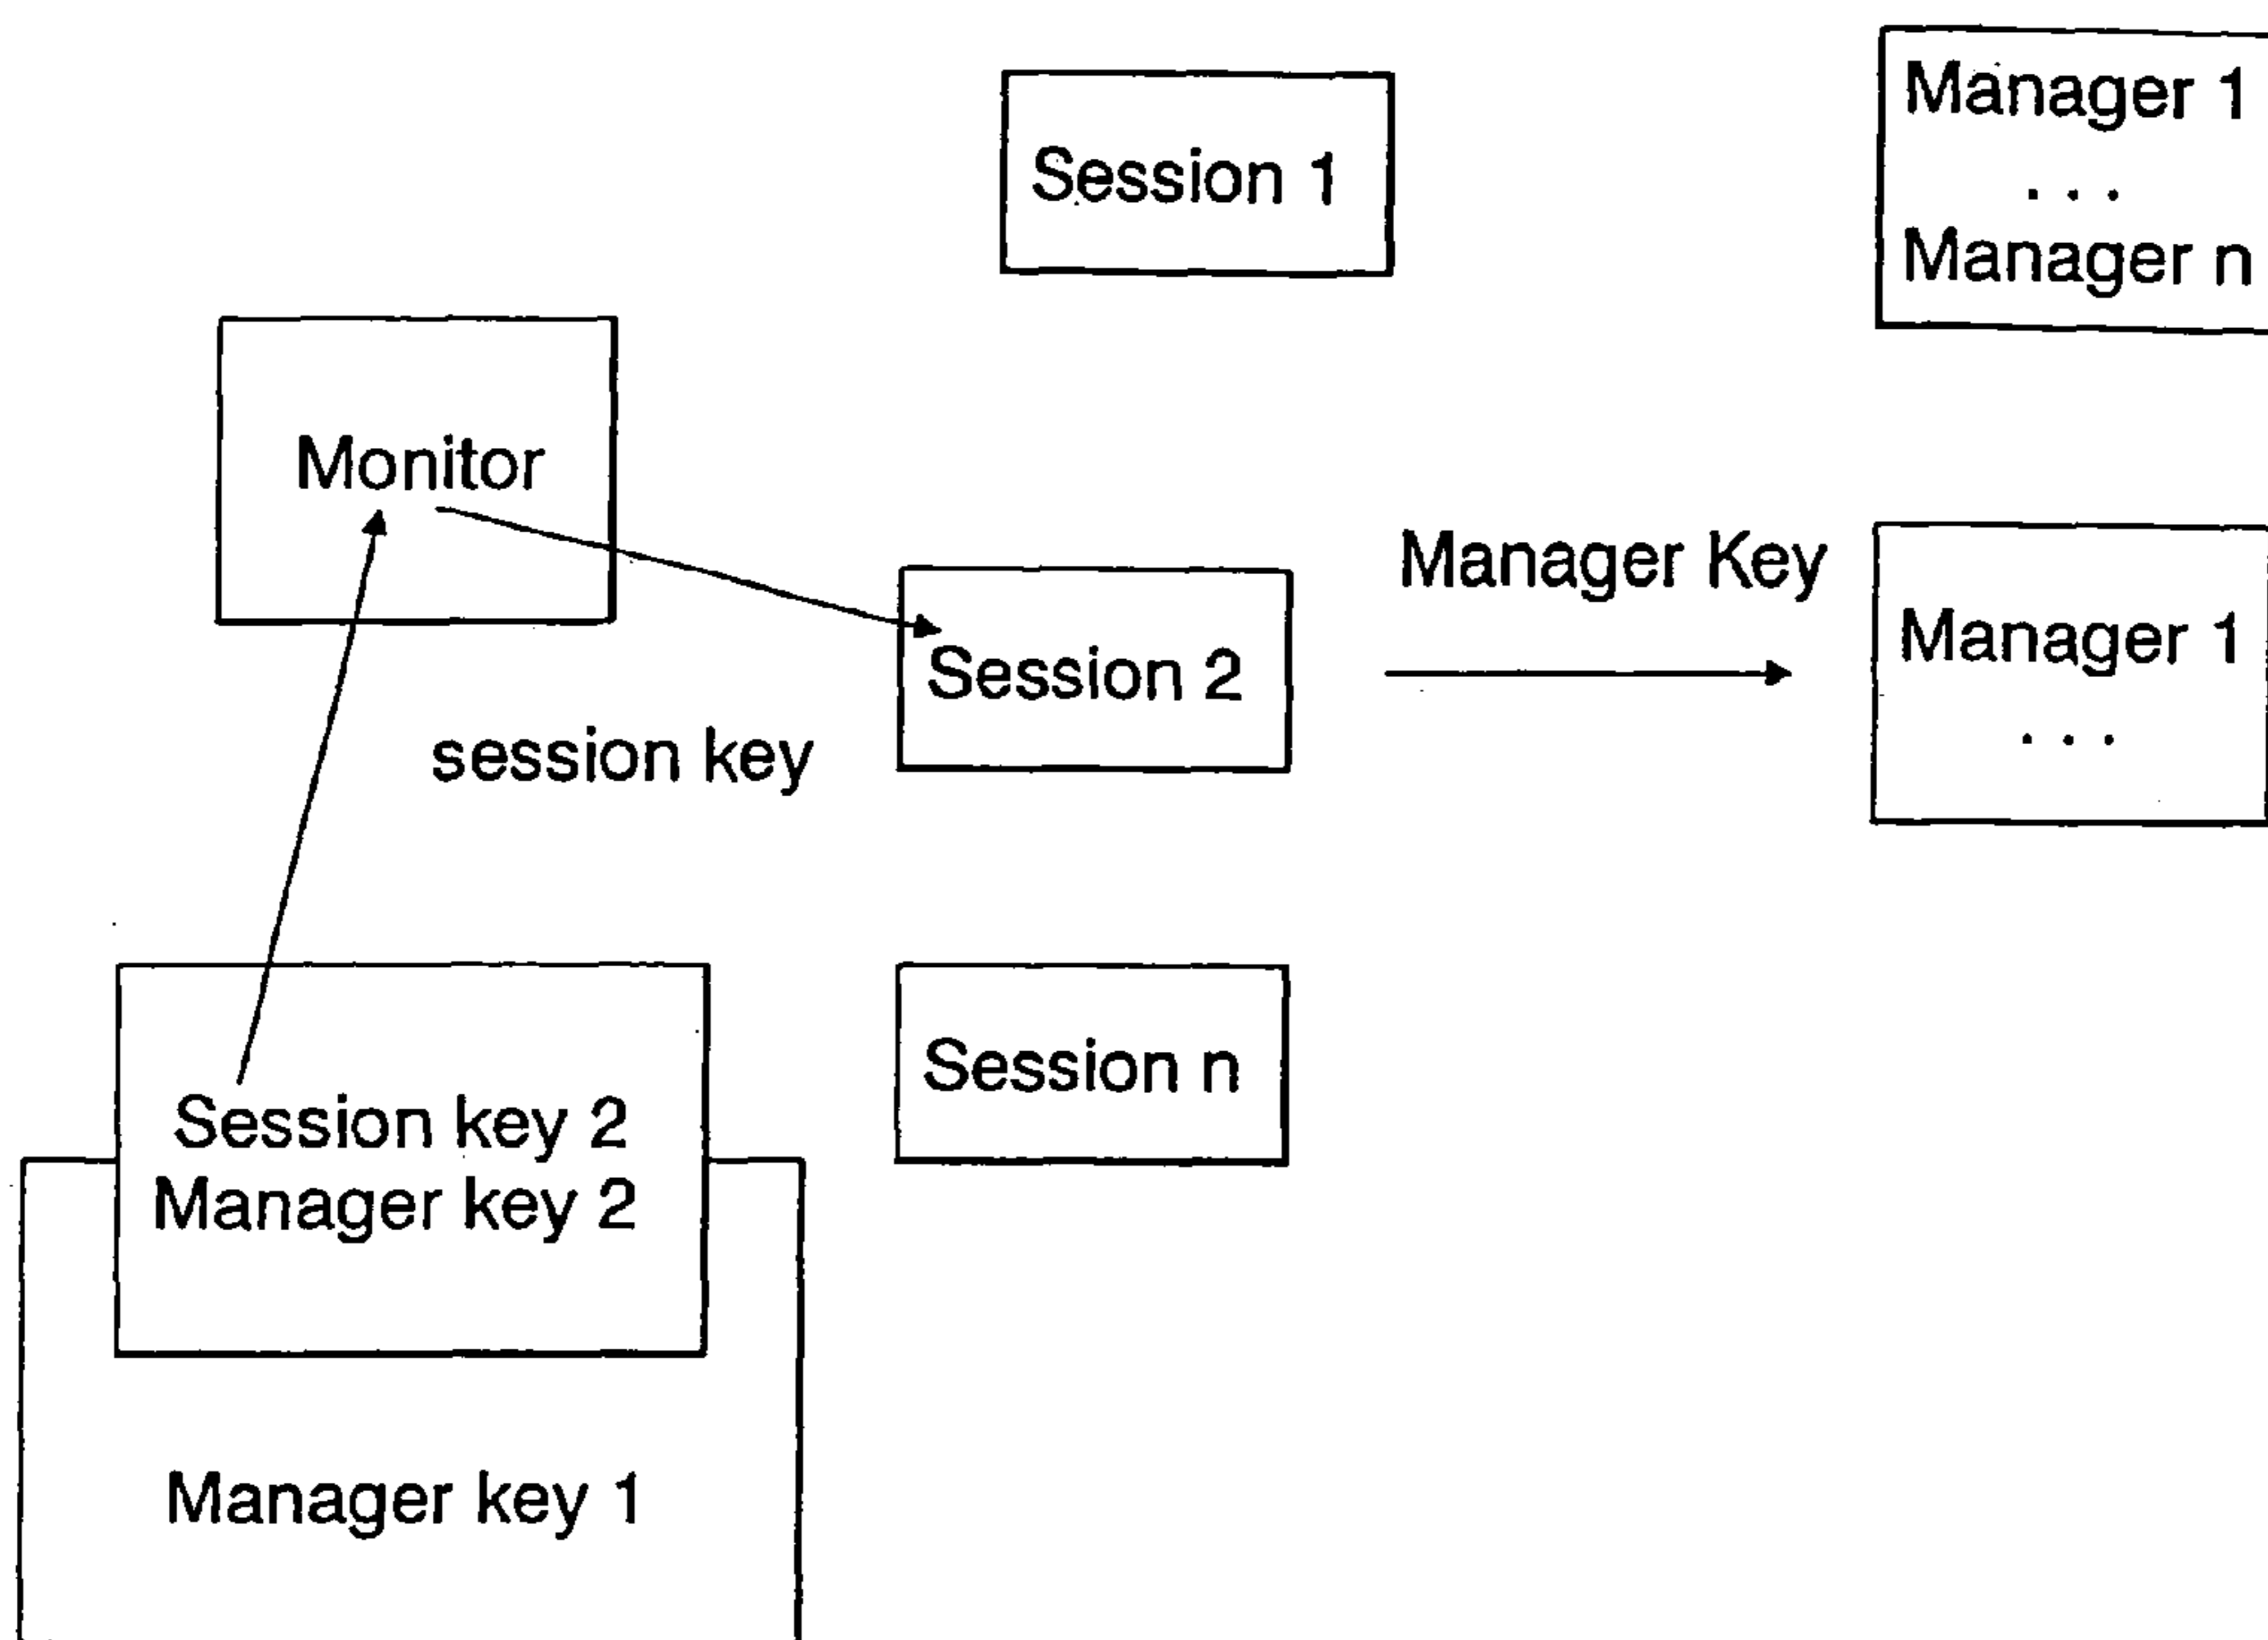 Manager 1
. . .
Manager n
Session 1
Monitor
Manager Key
Manager 1
. . .
Session 2
session key
Session n
Session key 2
Manager key 2
Manager key 1